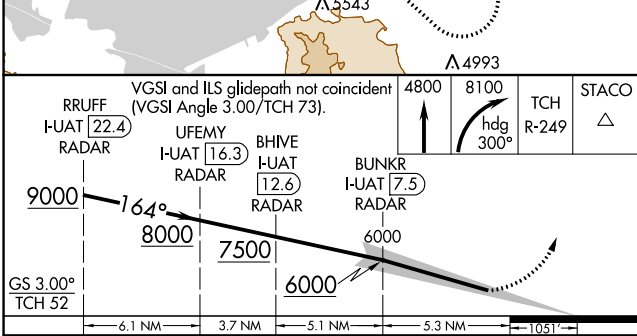 5543
4993
VGSI and ILS glidepath not coincident
(VGSI Angle 3.00/TCH 73).
4800
8100
hdg
300°
TCH
R-249
STACO
RRUFF
I-UAT 22.4
RADAR
UFEMY
I-UAT 16.3
RADAR
BHIVE
I-UAT
12.6
RADAR
BUNKR
I-UAT 7.5
RADAR
9000
164°
8000
7500
6000
6000
GS 3.00°
TCH 52
6.1 NM
3.7 NM
5.1 NM
5.3 NM
1051'